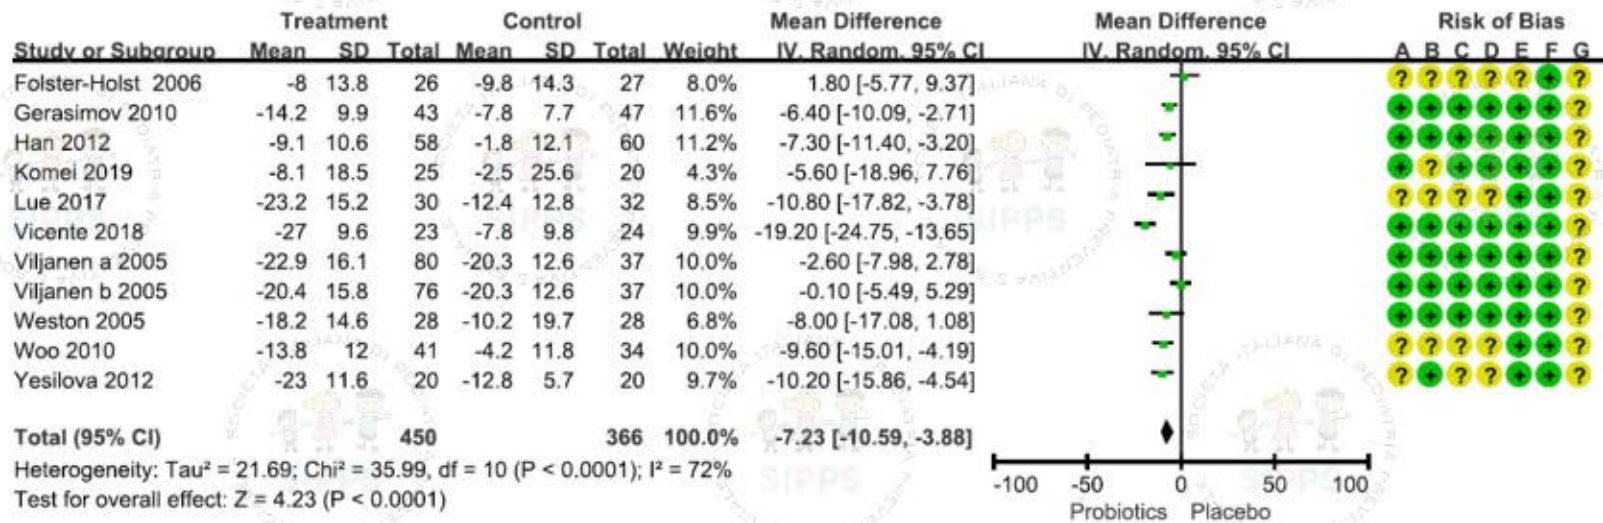 Treatment Control Mean Difference Mean Difference Risk of Bias
Study or Subgroup Mean SD Total Mean SD Total Weight IV. Random. 95% CI IV. Random. 95% CI A B C D E F G
Folster-Holst 2006 -8 13.8 26 -9.8 14.3 27 8.0% 1.80 [-5.77, 9.37] ? ? ? ? ? + ?
Gerasimov 2010 -14.2 9.9 43 -7.8 7.7 47 11.6% -6.40 [-10.09, -2.71] + + + + + + ?
Han 2012 -9.1 10.6 58 -1.8 12.1 60 11.2% -7.30 [-11.40, -3.20] + + + + + + ?
Komei 2019 -8.1 18.5 25 -2.5 25.6 20 4.3% -5.60 [-18.96, 7.76] + ? + + + + ?
Lue 2017 -23.2 15.2 30 -12.4 12.8 32 8.5% -10.80 [-17.82, -3.78] ? ? ? ? + + ?
Vicente 2018 -27 9.6 23 -7.8 9.8 24 9.9% -19.20 [-24.75, -13.65] + + + + + + ?
Viljanen a 2005 -22.9 16.1 80 -20.3 12.6 37 10.0% -2.60 [-7.98, 2.78] + + + + + + ?
Viljanen b 2005 -20.4 15.8 76 -20.3 12.6 37 10.0% -0.10 [-5.49, 5.29] + + + + + + ?
Weston 2005 -18.2 14.6 28 -10.2 19.7 28 6.8% -8.00 [-17.08, 1.08] + + + + + + ?
Woo 2010 -13.8 12 41 -4.2 11.8 34 10.0% -9.60 [-15.01, -4.19] ? ? ? ? + + ?
Yesilova 2012 -23 11.6 20 -12.8 5.7 20 9.7% -10.20 [-15.86, -4.54] ? + ? ? + + ?
Total (95% CI) 450 366 100.0% -7.23 [-10.59, -3.88]
Heterogeneity: Tau² = 21.69; Chi² = 35.99, df = 10 (P < 0.0001); I² = 72%
Test for overall effect: Z = 4.23 (P < 0.0001)
-100 -50 0 50 100
Probiotics Placebo
SIPPS
SIPPS
SIPPS
SIPPS
SIPPS
SIPPS